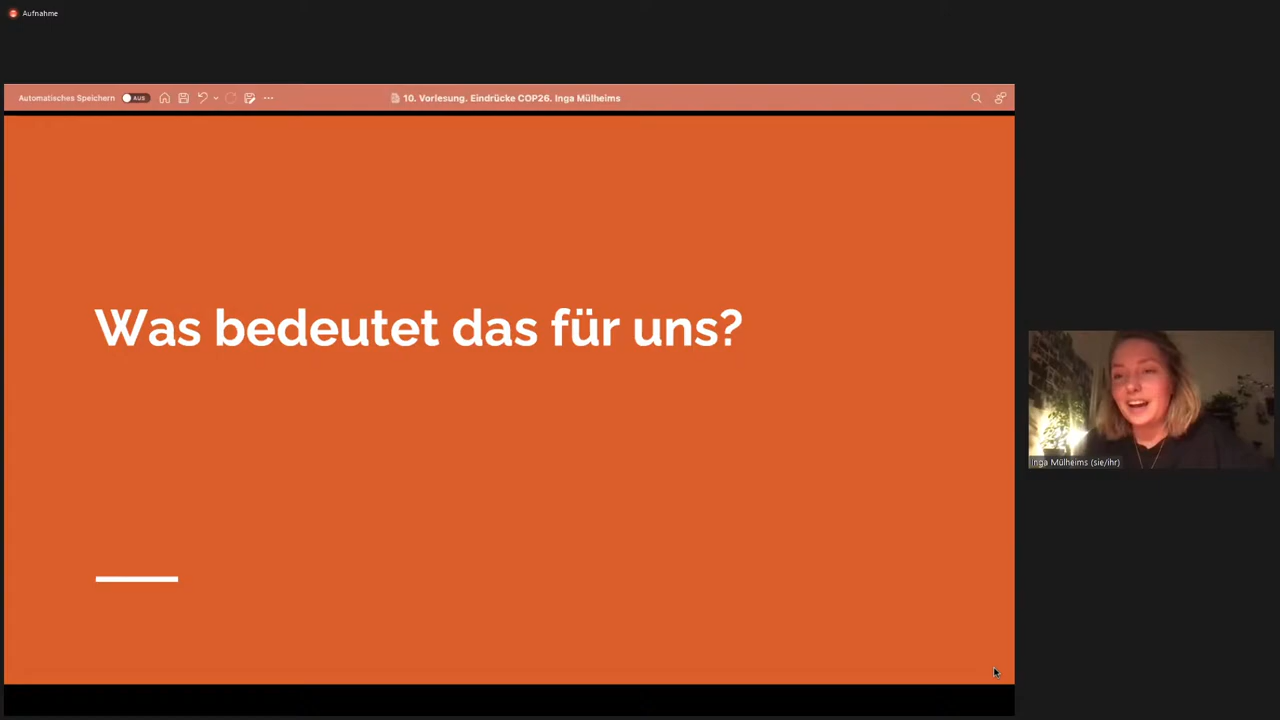 Aufnahme
Automatisches Speichern AUS
10. Vorlesung. Eindrücke COP26. Inga Mülheims
Was bedeutet das für uns?
Inga Mülheims (sie/ihr)